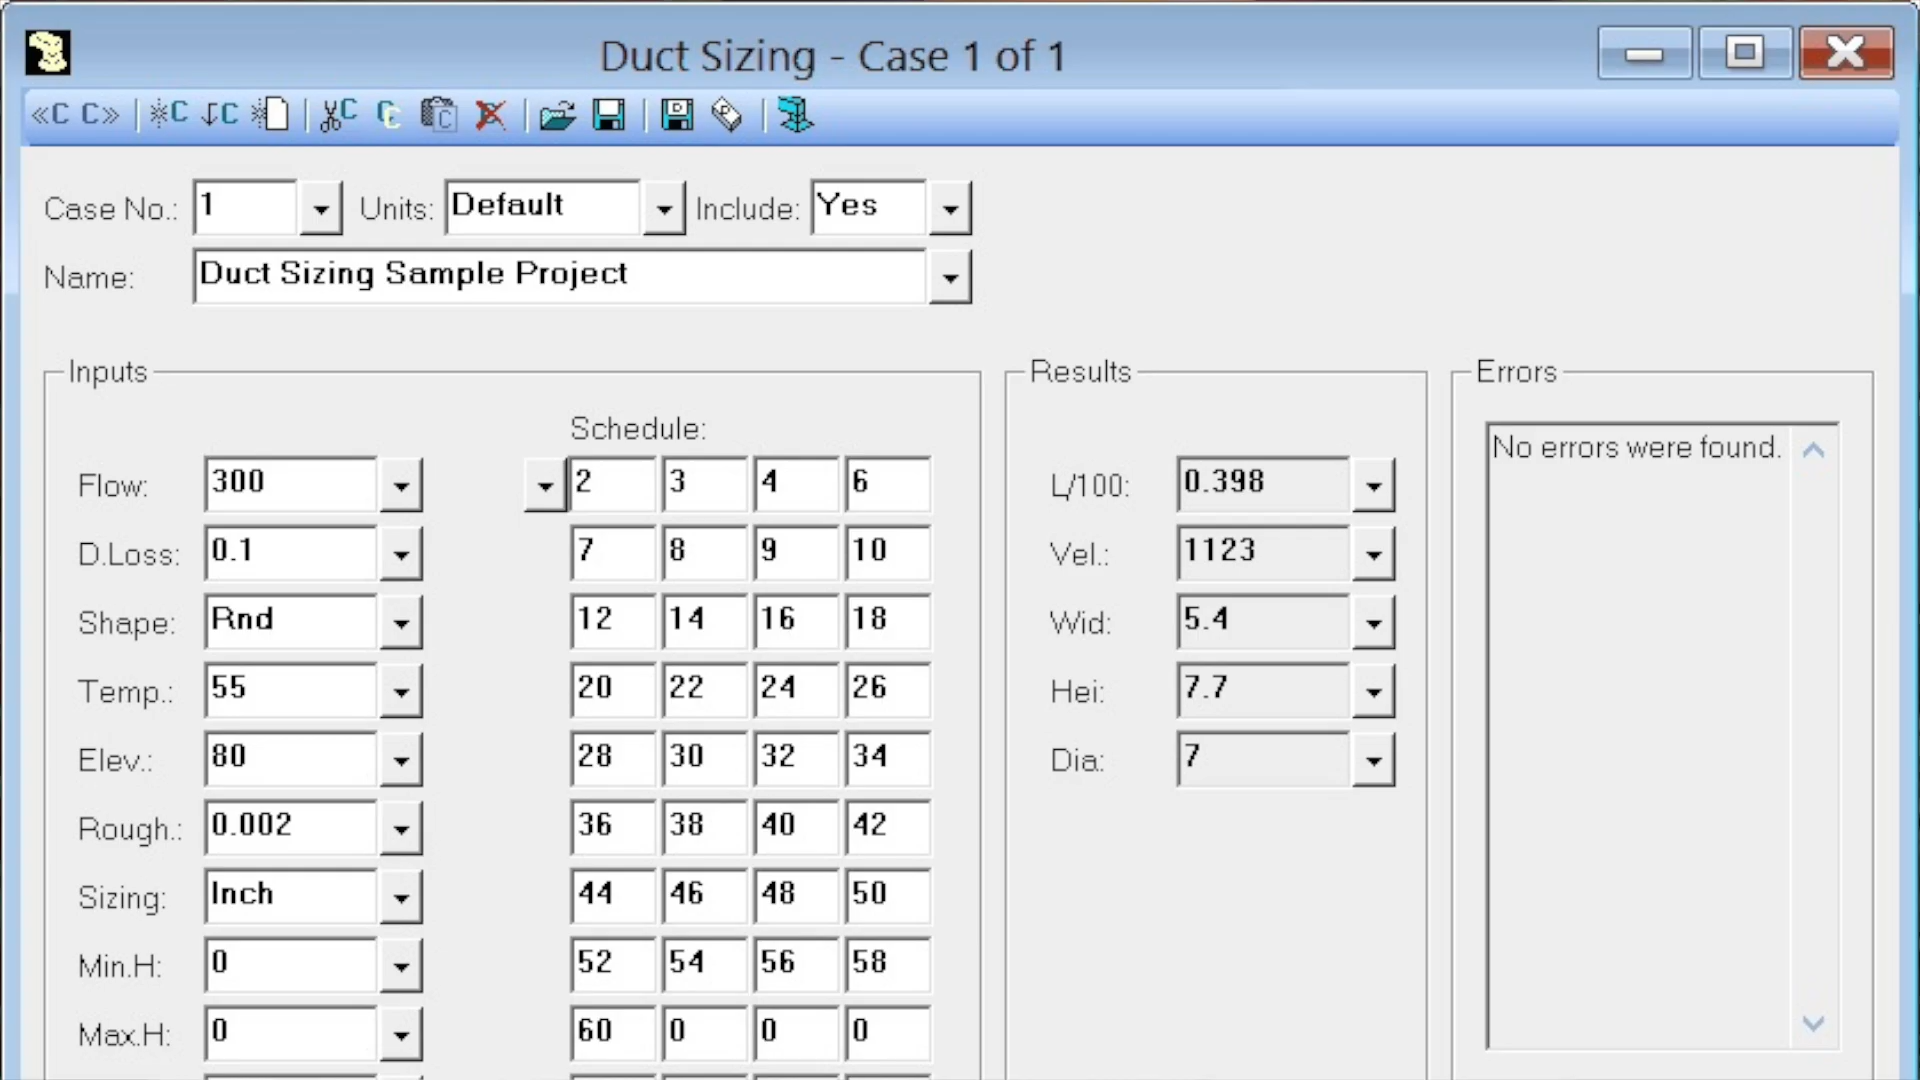 Duct Sizing - Case 1 of 1
«C C» *C ↓C C C C
Case No.: 1 Units: Default Include: Yes
Name: Duct Sizing Sample Project
Inputs
Schedule:
Flow: 300 2 3 4 6
D.Loss: 0.1 7 8 9 10
Shape: Rnd 12 14 16 18
Temp.: 55 20 22 24 26
Elev.: 80 28 30 32 34
Rough.: 0.002 36 38 40 42
Sizing: Inch 44 46 48 50
Min.H: 0 52 54 56 58
Max.H: 0 60 0 0 0
Results
L/100: 0.398
Vel.: 1123
Wid: 5.4
Hei: 7.7
Dia: 7
Errors
No errors were found.